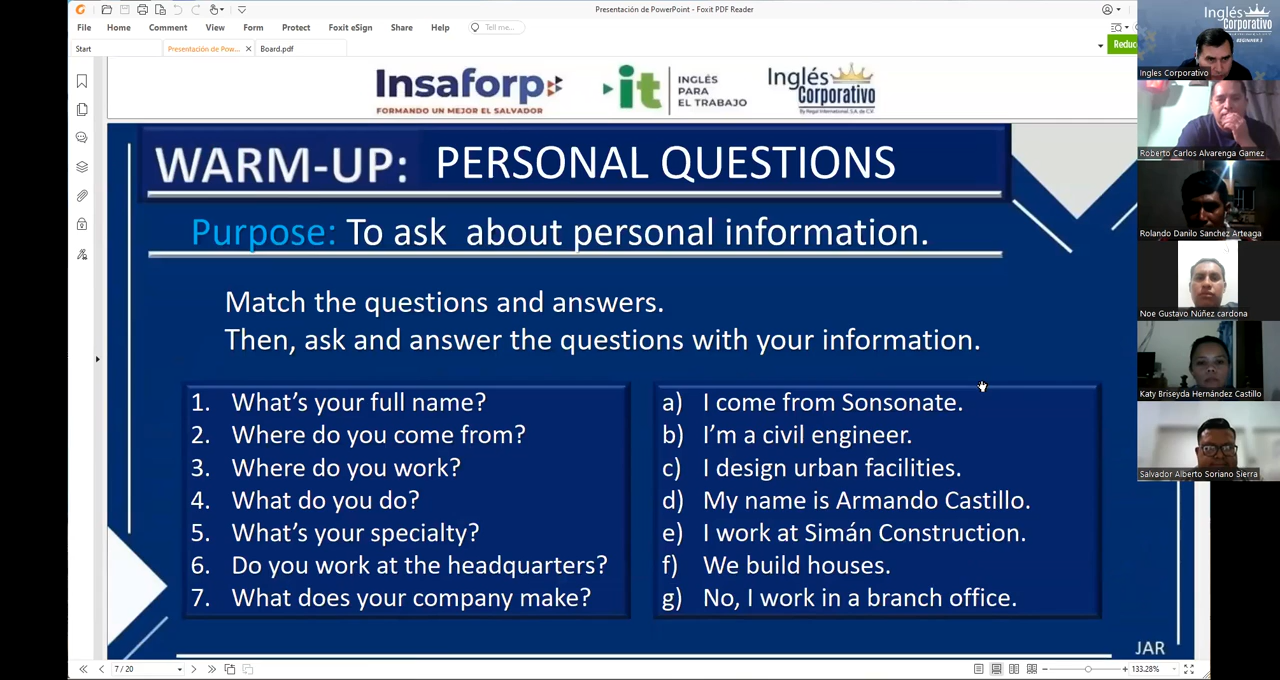 Presentación de PowerPoint - Foxit PDF Reader
File Home Comment View Form Protect Foxit eSign Share Help Tell me...
Start Presentación de Pow... Board.pdf
Reduc
Insaforp
FORMANDO UN MEJOR EL SALVADOR
it
INGLÉS
PARA
EL TRABAJO
Inglés
Corporativo
By Regal International, S.A. de C.V.
WARM-UP: PERSONAL QUESTIONS
Purpose: To ask about personal information.
Match the questions and answers.
Then, ask and answer the questions with your information.
1. What's your full name?
2. Where do you come from?
3. Where do you work?
4. What do you do?
5. What's your specialty?
6. Do you work at the headquarters?
7. What does your company make?
a) I come from Sonsonate.
b) I'm a civil engineer.
c) I design urban facilities.
d) My name is Armando Castillo.
e) I work at Simán Construction.
f) We build houses.
g) No, I work in a branch office.
JAR
7 / 20
133.28%
Inglés
Corporativo
BEGINNER 3
Ingles Corporativo
Roberto Carlos Alvarenga Gamez
Rolando Danilo Sanchez Arteaga
Noe Gustavo Núñez cardona
Katy Briseyda Hernández Castillo
Salvador Alberto Soriano Sierra